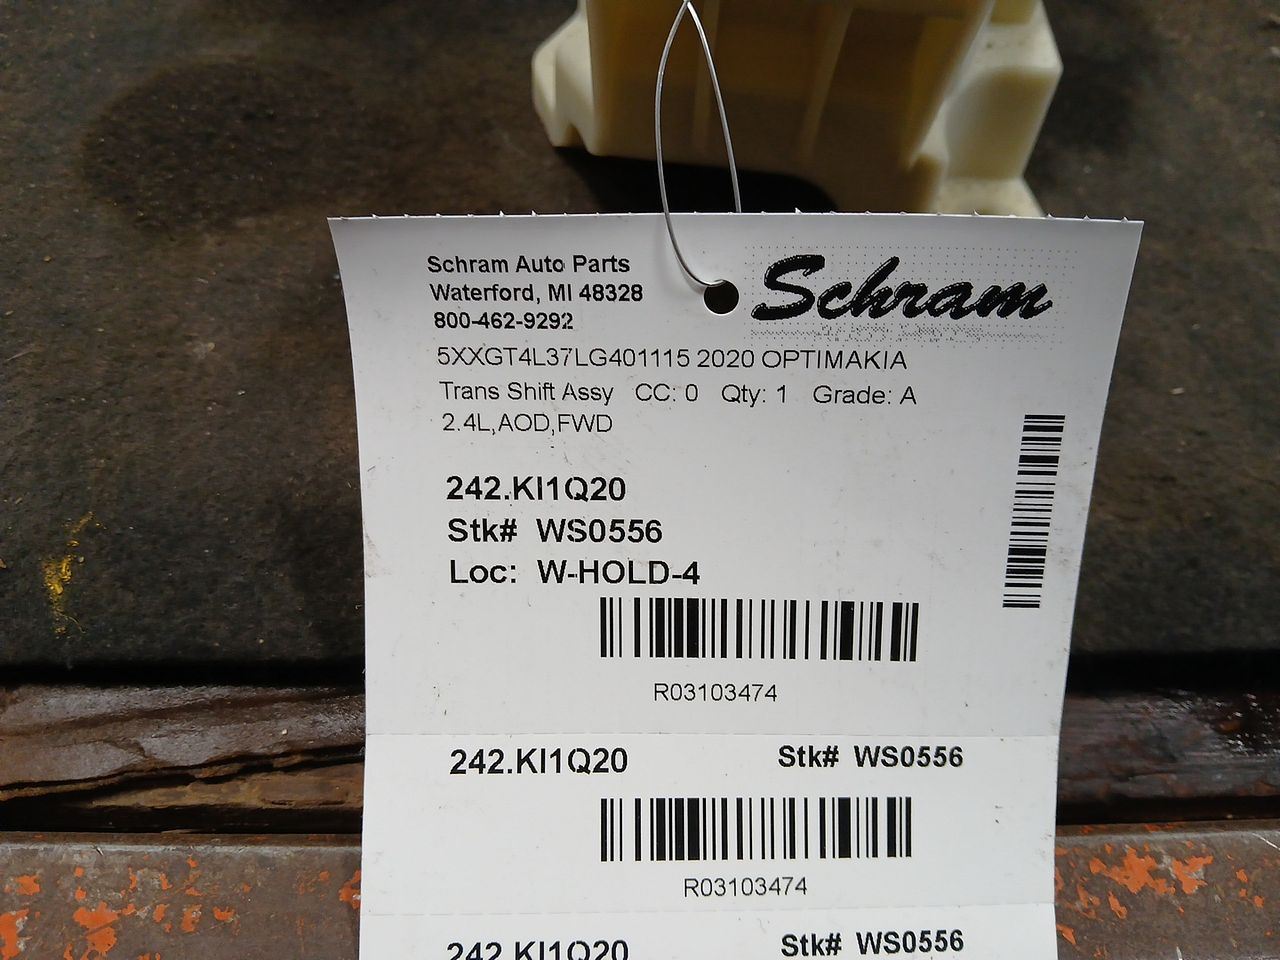 Schram Auto Parts
Waterford, MI 48328
800-462-9292
Schram
5XXGT4L37LG401115 2020 OPTIMAKIA
Trans Shift Assy CC: 0 Qty: 1 Grade: A
2.4L,AOD,FWD
242.KI1Q20
Stk# WS0556
Loc: W-HOLD-4
R03103474
242.KI1Q20 Stk# WS0556
R03103474
242.KI1Q20 Stk# WS0556